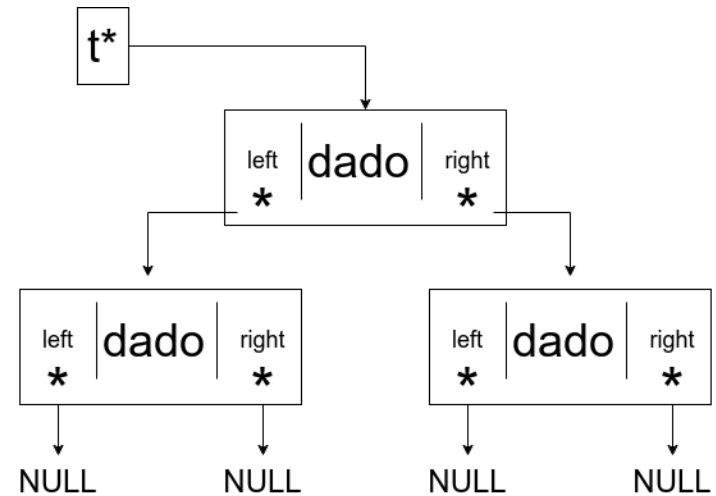 t*
left dado right
* *
left dado right left dado right
* * * *
NULL NULL NULL NULL